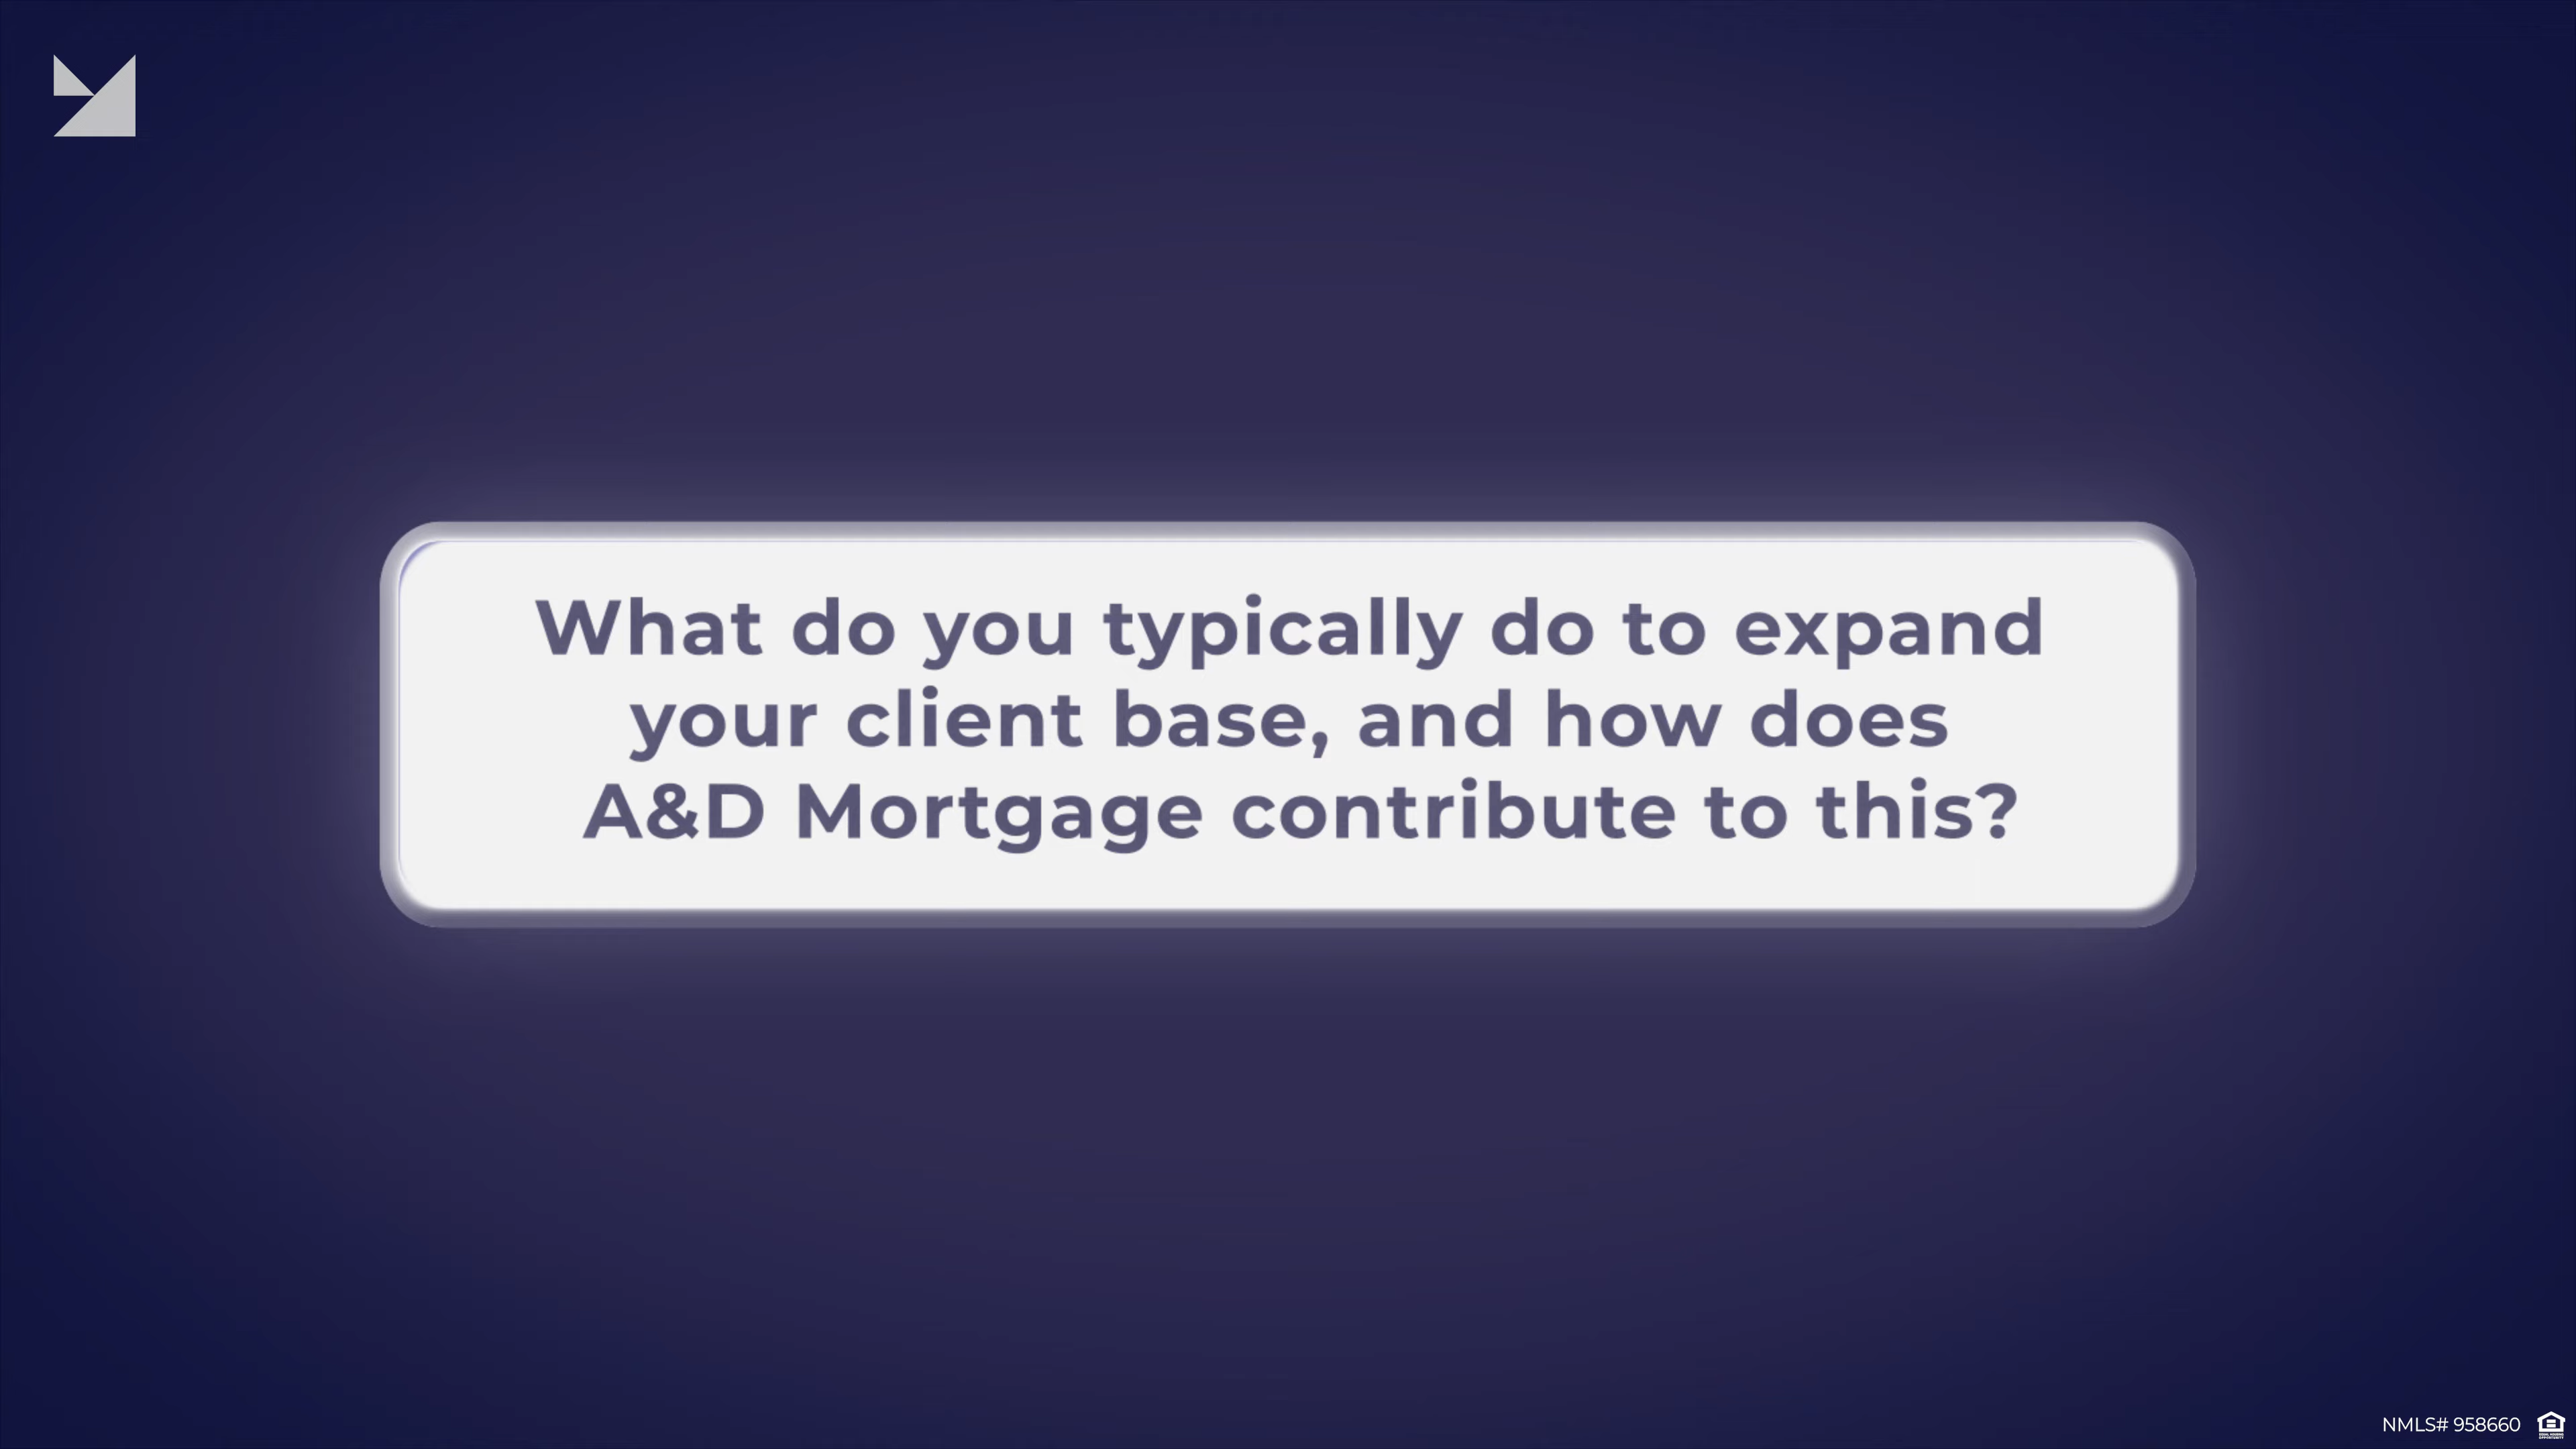 What do you typically do to expand
your client base, and how does
A&D Mortgage contribute to this?
NMLS# 958660